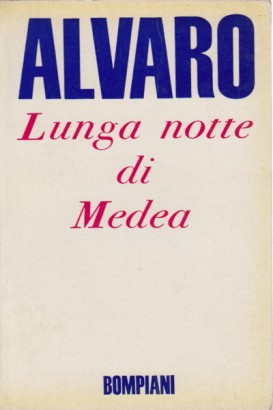 ALVARO
Lunga notte
di
Medea
BOMPIANI